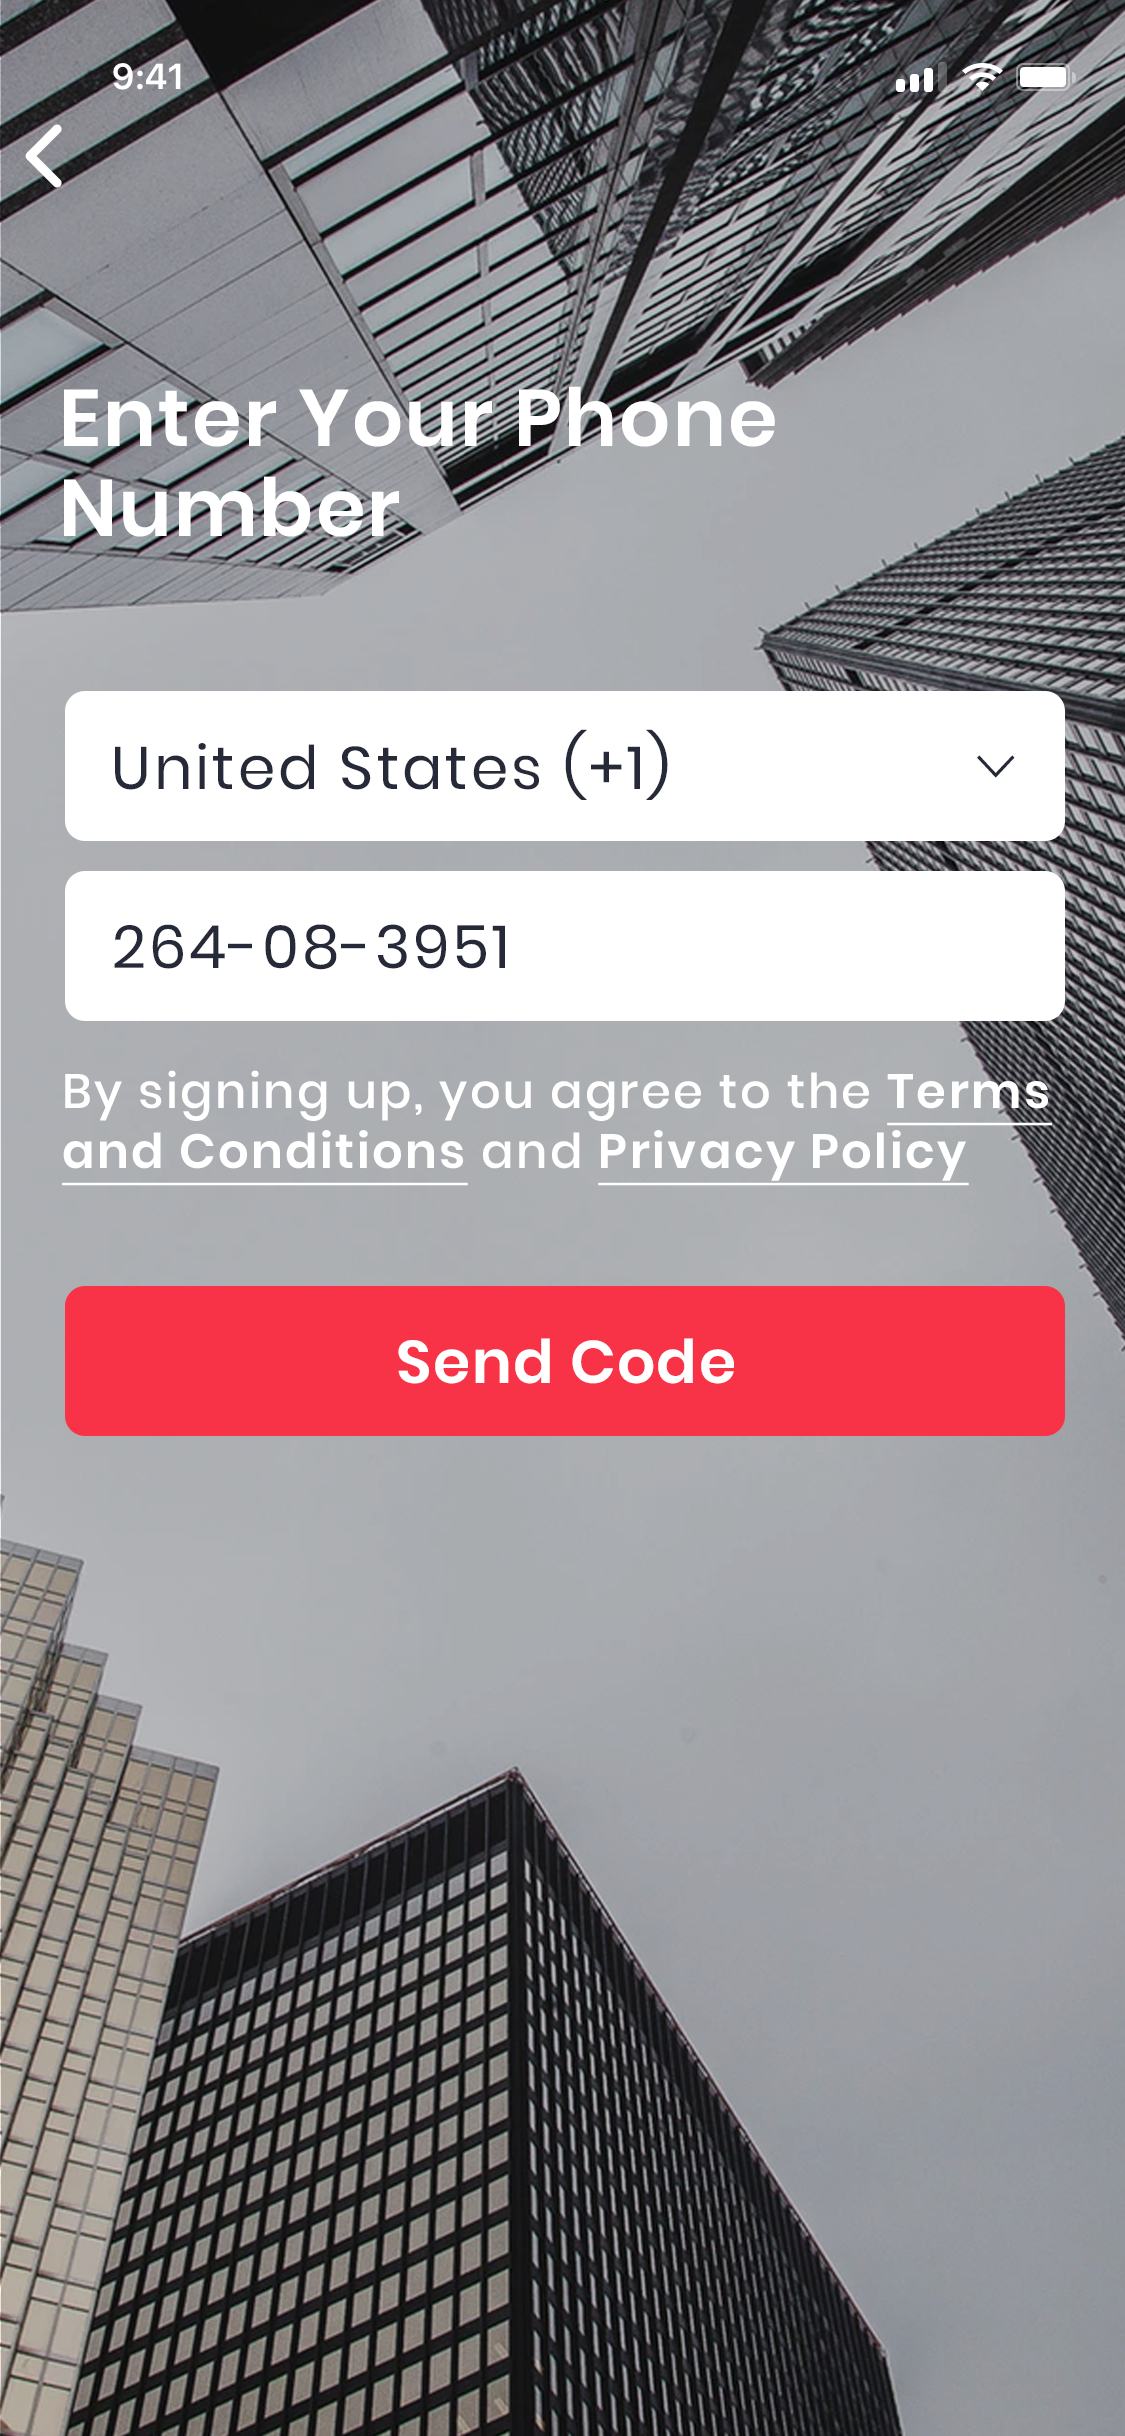 9:41
Enter Your Phone
Number
United States (+1)
264-08-3951
By signing up, you agree to the Terms
and Conditions and Privacy Policy
Send Code